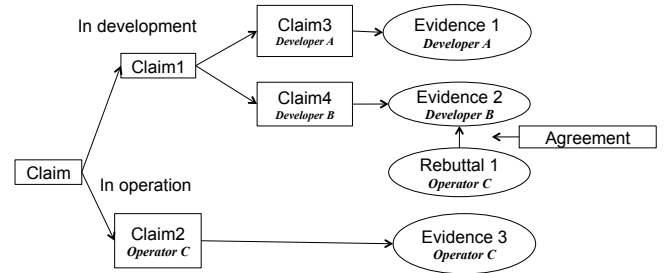 In development
Claim3
Developer A
Evidence 1
Developer A
Claim1
Claim4
Developer B
Evidence 2
Developer B
Agreement
Rebuttal 1
Operator C
Claim
In operation
Claim2
Operator C
Evidence 3
Operator C